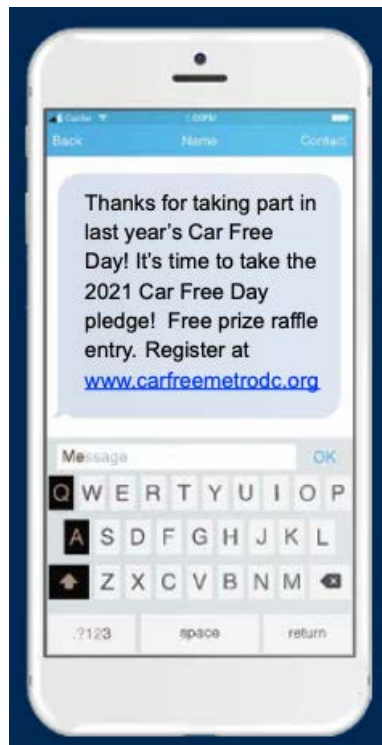 Carrier 1:00PM
Back Name Contact
Thanks for taking part in
last year's Car Free
Day! It's time to take the
2021 Car Free Day
pledge!  Free prize raffle
entry. Register at
www.carfreemetrodc.org
Message OK
Q W E R T Y U I O P
A S D F G H J K L
Z X C V B N M
.?123 space return